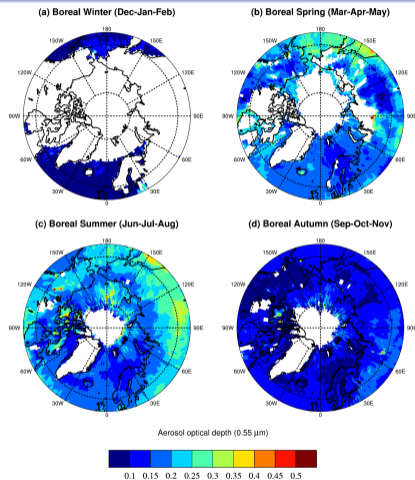 (a) Boreal Winter (Dec-Jan-Feb)
(b) Boreal Spring (Mar-Apr-May)
180
150W
150E
120W
120E
90W
90E
60W
60E
30W
30E
0
180
150W
150E
120W
120E
90W
90E
60W
60E
30W
30E
0
(c) Boreal Summer (Jun-Jul-Aug)
(d) Boreal Autumn (Sep-Oct-Nov)
180
150W
150E
120W
120E
90W
90E
60W
60E
30W
30E
0
180
150W
150E
120W
120E
90W
90E
60W
60E
30W
30E
0
Aerosol optical depth (0.55 μm)
0.1 0.15 0.2 0.25 0.3 0.35 0.4 0.45 0.5